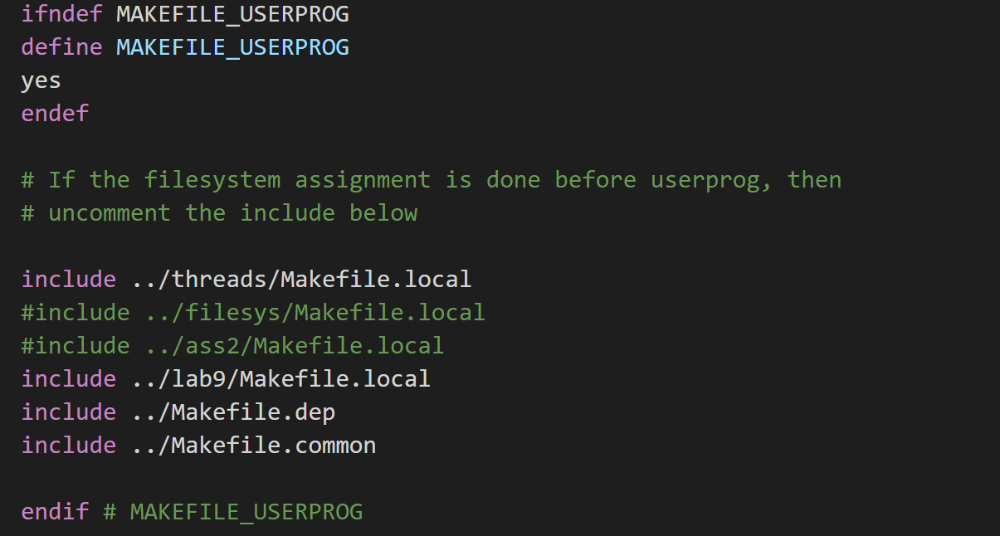 ifndef MAKEFILE_USERPROG
define MAKEFILE_USERPROG
yes
endef
# If the filesystem assignment is done before userprog, then
# uncomment the include below
include ../threads/Makefile.local
#include ../filesys/Makefile.local
#include ../ass2/Makefile.local
include ../lab9/Makefile.local
include ../Makefile.dep
include ../Makefile.common
endif # MAKEFILE_USERPROG